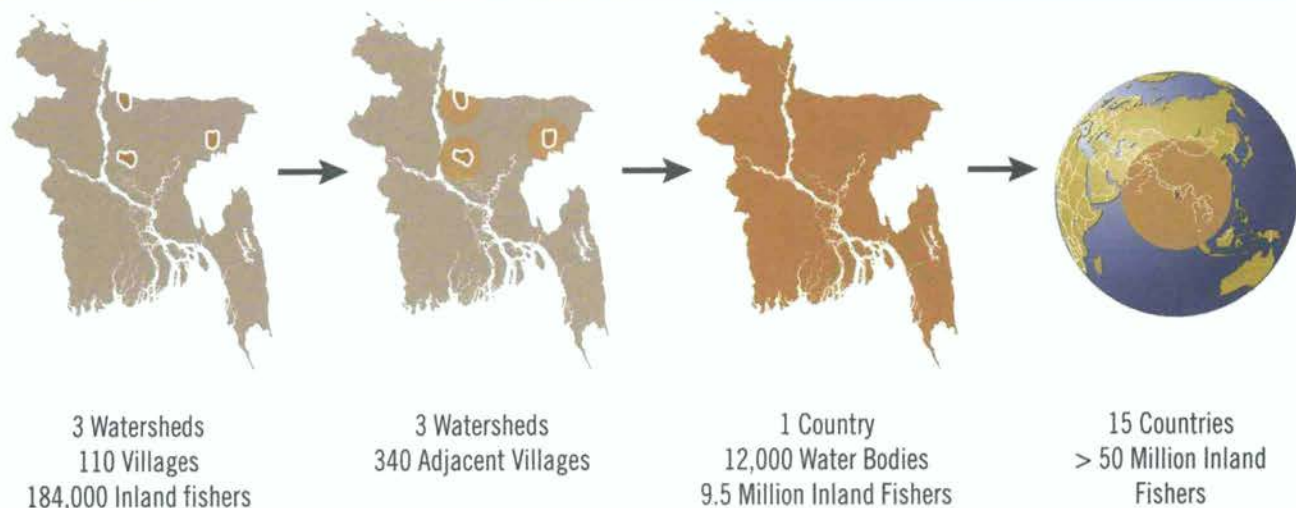 3 Watersheds
110 Villages
184,000 Inland fishers
3 Watersheds
340 Adjacent Villages
1 Country
12,000 Water Bodies
9.5 Million Inland Fishers
15 Countries
> 50 Million Inland
Fishers